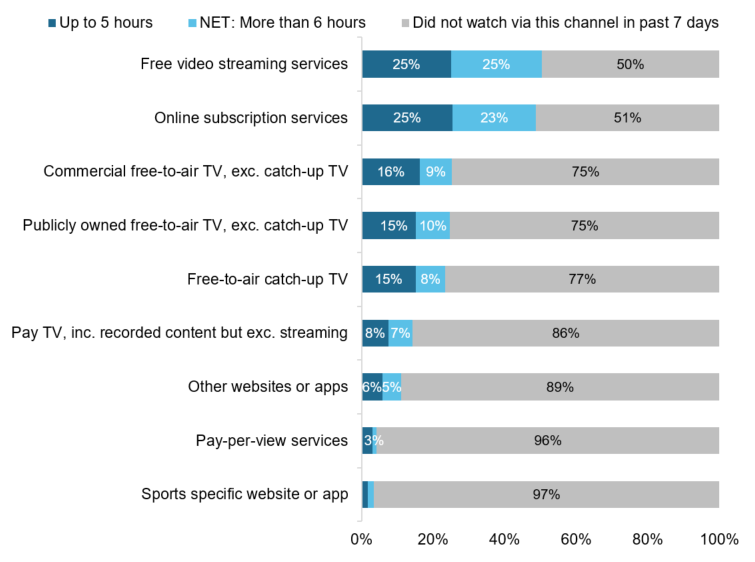 Up to 5 hours NET: More than 6 hours Did not watch via this channel in past 7 days
Free video streaming services 25% 25% 50%
Online subscription services 25% 23% 51%
Commercial free-to-air TV, exc. catch-up TV 16% 9% 75%
Publicly owned free-to-air TV, exc. catch-up TV 15% 10% 75%
Free-to-air catch-up TV 15% 8% 77%
Pay TV, inc. recorded content but exc. streaming 8% 7% 86%
Other websites or apps 6% 5% 89%
Pay-per-view services 3% 96%
Sports specific website or app 97%
0% 20% 40% 60% 80% 100%